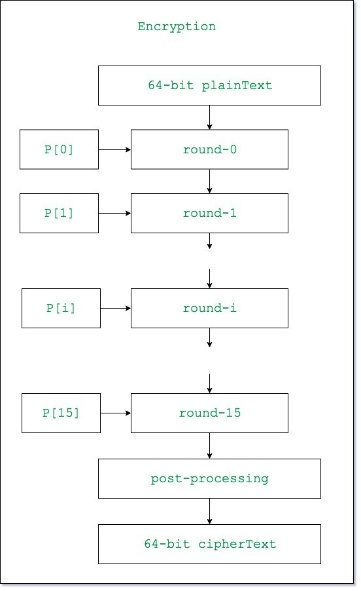 Encryption
64-bit plainText
P[0]
round-0
P[1]
round-1
P[i]
round-i
P[15]
round-15
post-processing
64-bit cipherText